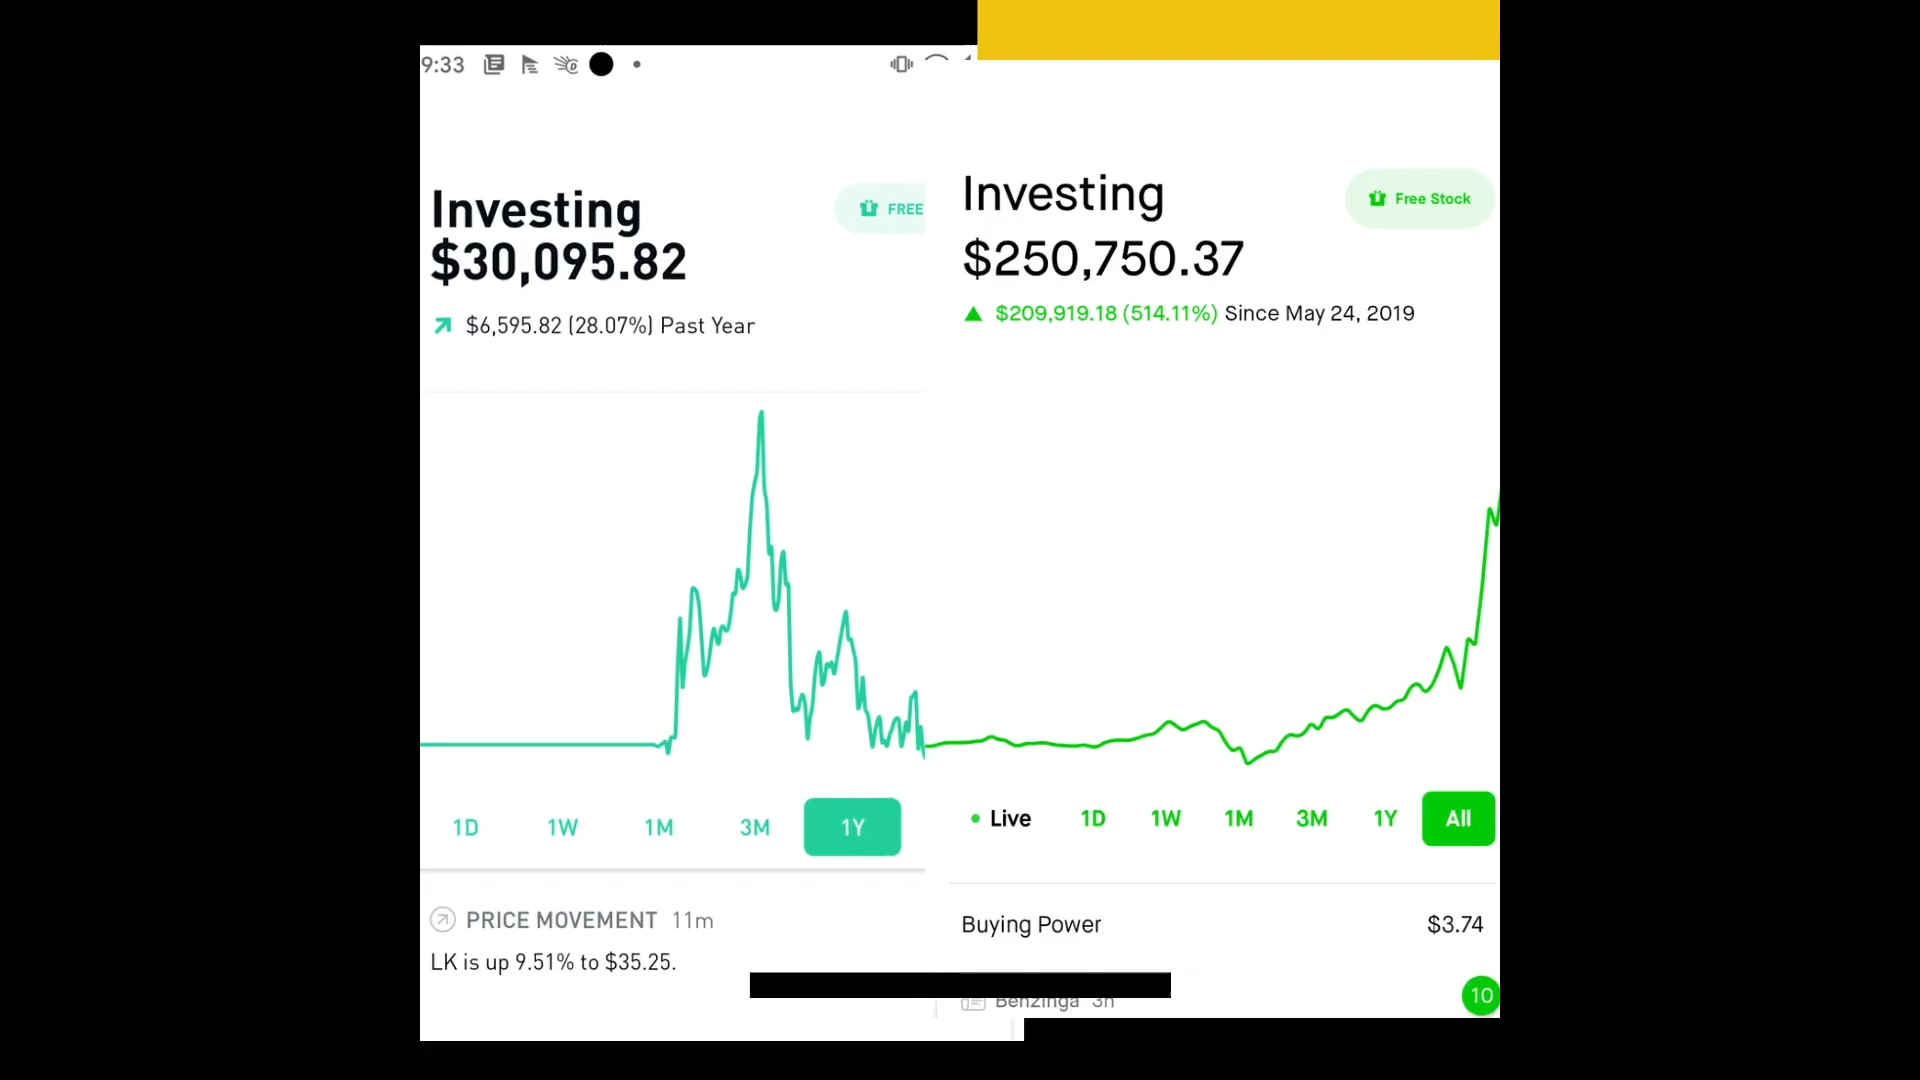 9:33
Investing
$30,095.82
FREE
$6,595.82 (28.07%) Past Year
1D 1W 1M 3M 1Y
PRICE MOVEMENT 11m
LK is up 9.51% to $35.25.
Investing
$250,750.37
Free Stock
$209,919.18 (514.11%) Since May 24, 2019
Live 1D 1W 1M 3M 1Y All
Buying Power $3.74
Benzinga 3h
10